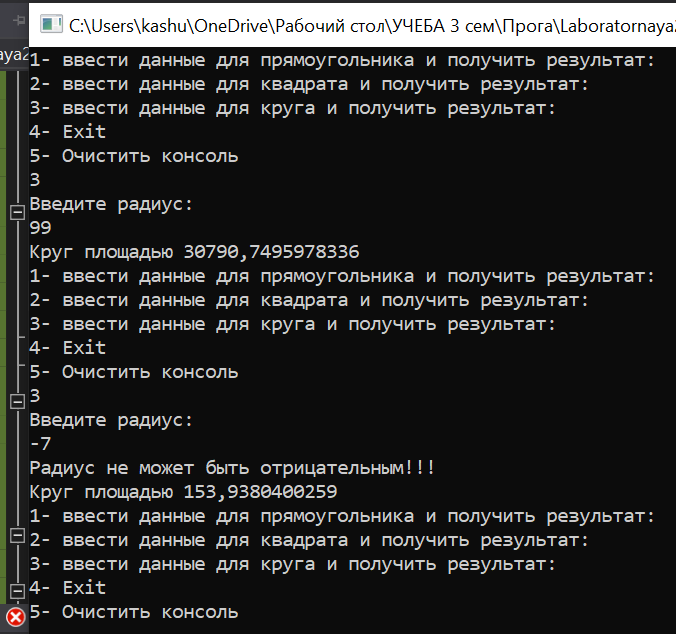 C:\Users\kashu\OneDrive\Рабочий стол\УЧЕБА 3 сем\Прога\Laboratornaya2
aya2
1- ввести данные для прямоугольника и получить результат:
2- ввести данные для квадрата и получить результат:
3- ввести данные для круга и получить результат:
4- Exit
5- Очистить консоль
3
Введите радиус:
99
Круг площадью 30790,7495978336
1- ввести данные для прямоугольника и получить результат:
2- ввести данные для квадрата и получить результат:
3- ввести данные для круга и получить результат:
4- Exit
5- Очистить консоль
3
Введите радиус:
-7
Радиус не может быть отрицательным!!!
Круг площадью 153,9380400259
1- ввести данные для прямоугольника и получить результат:
2- ввести данные для квадрата и получить результат:
3- ввести данные для круга и получить результат:
4- Exit
5- Очистить консоль